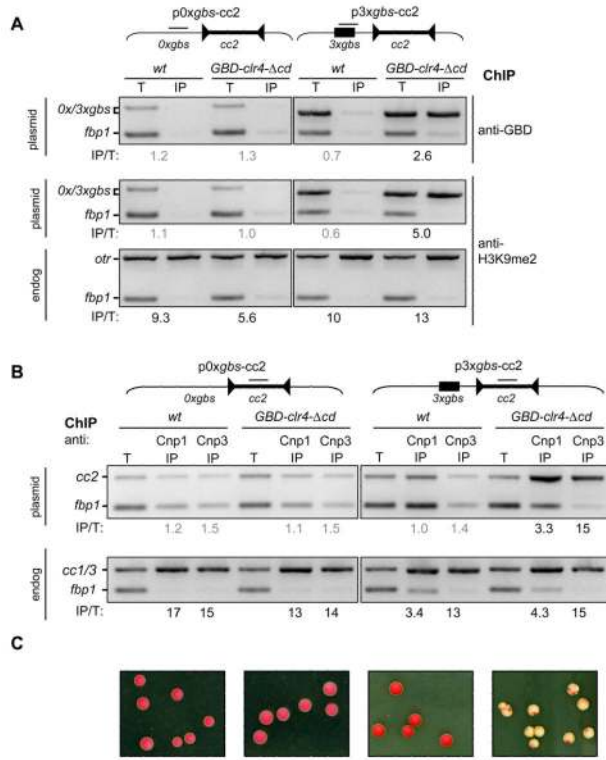 A
p0xgbs-cc2 p3xgbs-cc2
0xgbs cc2 3xgbs cc2
wt GBD-clr4-Δcd wt GBD-clr4-Δcd ChIP
T IP T IP T IP T IP
plasmid
0x/3xgbs
fbp1
anti-GBD
IP/T: 1.2 1.3 0.7 2.6
plasmid
0x/3xgbs
fbp1
IP/T: 1.1 1.0 0.6 5.0
anti-H3K9me2
endog
otr
fbp1
IP/T: 9.3 5.6 10 13
B
p0xgbs-cc2 p3xgbs-cc2
0xgbs cc2 3xgbs cc2
ChIP wt GBD-clr4-Δcd wt GBD-clr4-Δcd
anti: Cnp1 Cnp3 Cnp1 Cnp3 Cnp1 Cnp3 Cnp1 Cnp3
T IP IP T IP IP T IP IP T IP IP
plasmid
cc2
fbp1
IP/T: 1.2 1.5 1.1 1.5 1.0 1.4 3.3 15
endog
cc1/3
fbp1
IP/T: 17 15 13 14 3.4 13 4.3 15
C